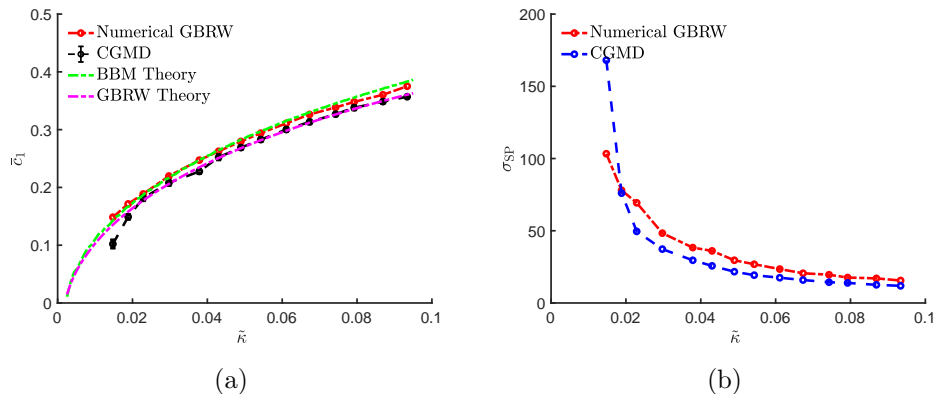 0.5
0.4
0.3
0.2
0.1
0
0 0.02 0.04 0.06 0.08 0.1
c̄₁
κ̃
Numerical GBRW
CGMD
BBM Theory
GBRW Theory
(a)
200
150
100
50
0
0 0.02 0.04 0.06 0.08 0.1
σ_SP
κ̃
Numerical GBRW
CGMD
(b)